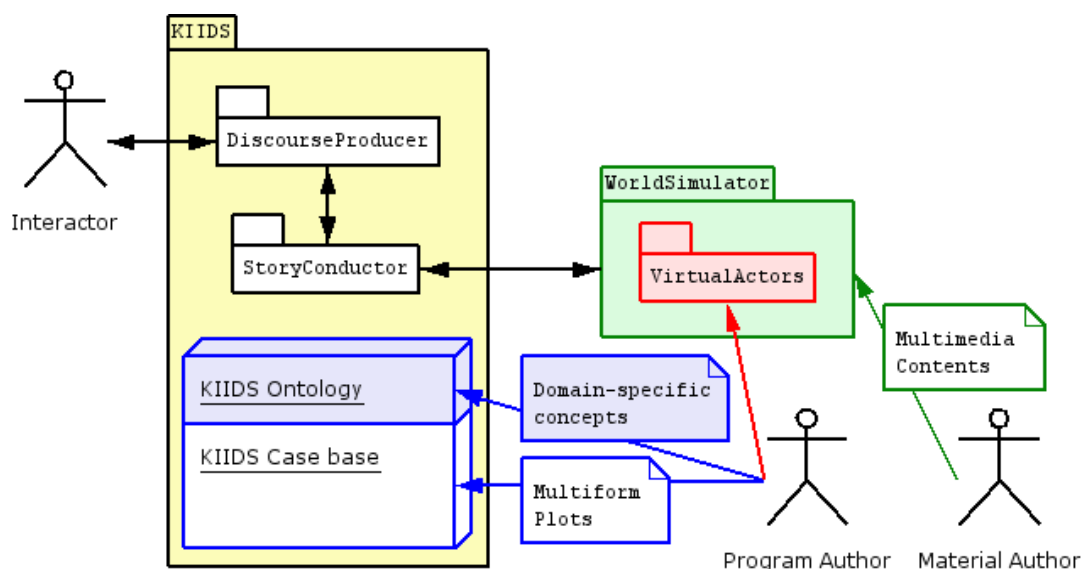 KIIDS
DiscourseProducer
Interactor
WorldSimulator
StoryConductor
VirtualActors
Multimedia
Contents
KIIDS Ontology
Domain-specific
concepts
KIIDS Case base
Multiform
Plots
Program Author
Material Author